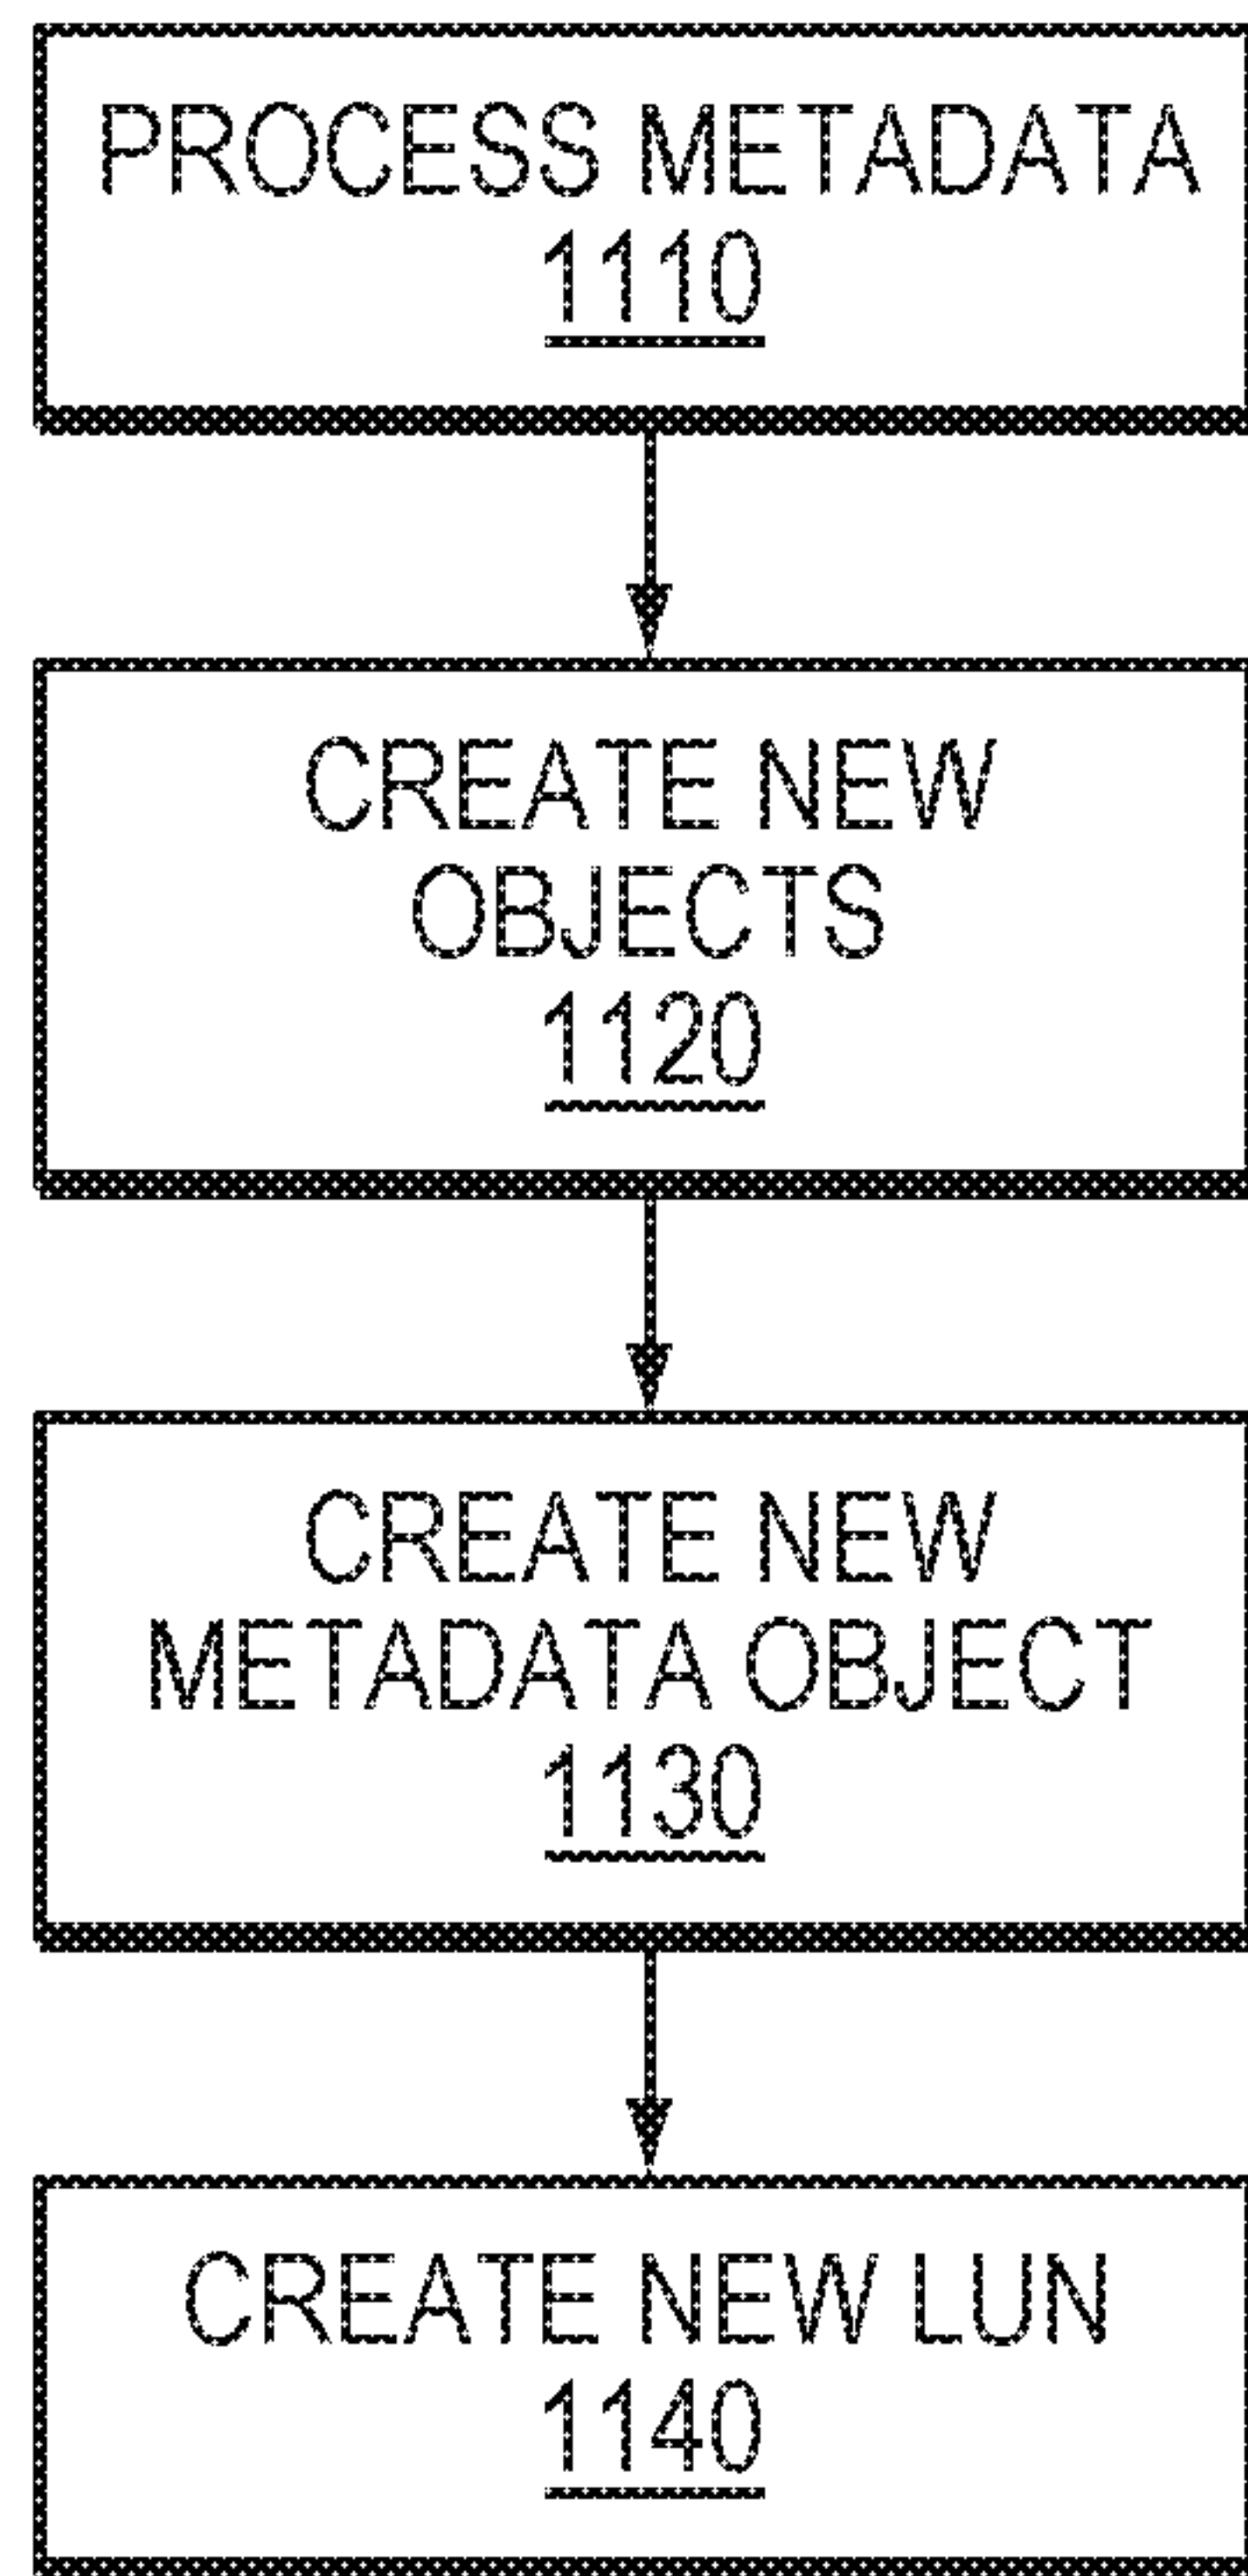 PROCESS METADATA
1110
CREATE NEW
OBJECTS
1120
CREATE NEW
METADATA OBJECT
1130
CREATE NEW LUN
1140